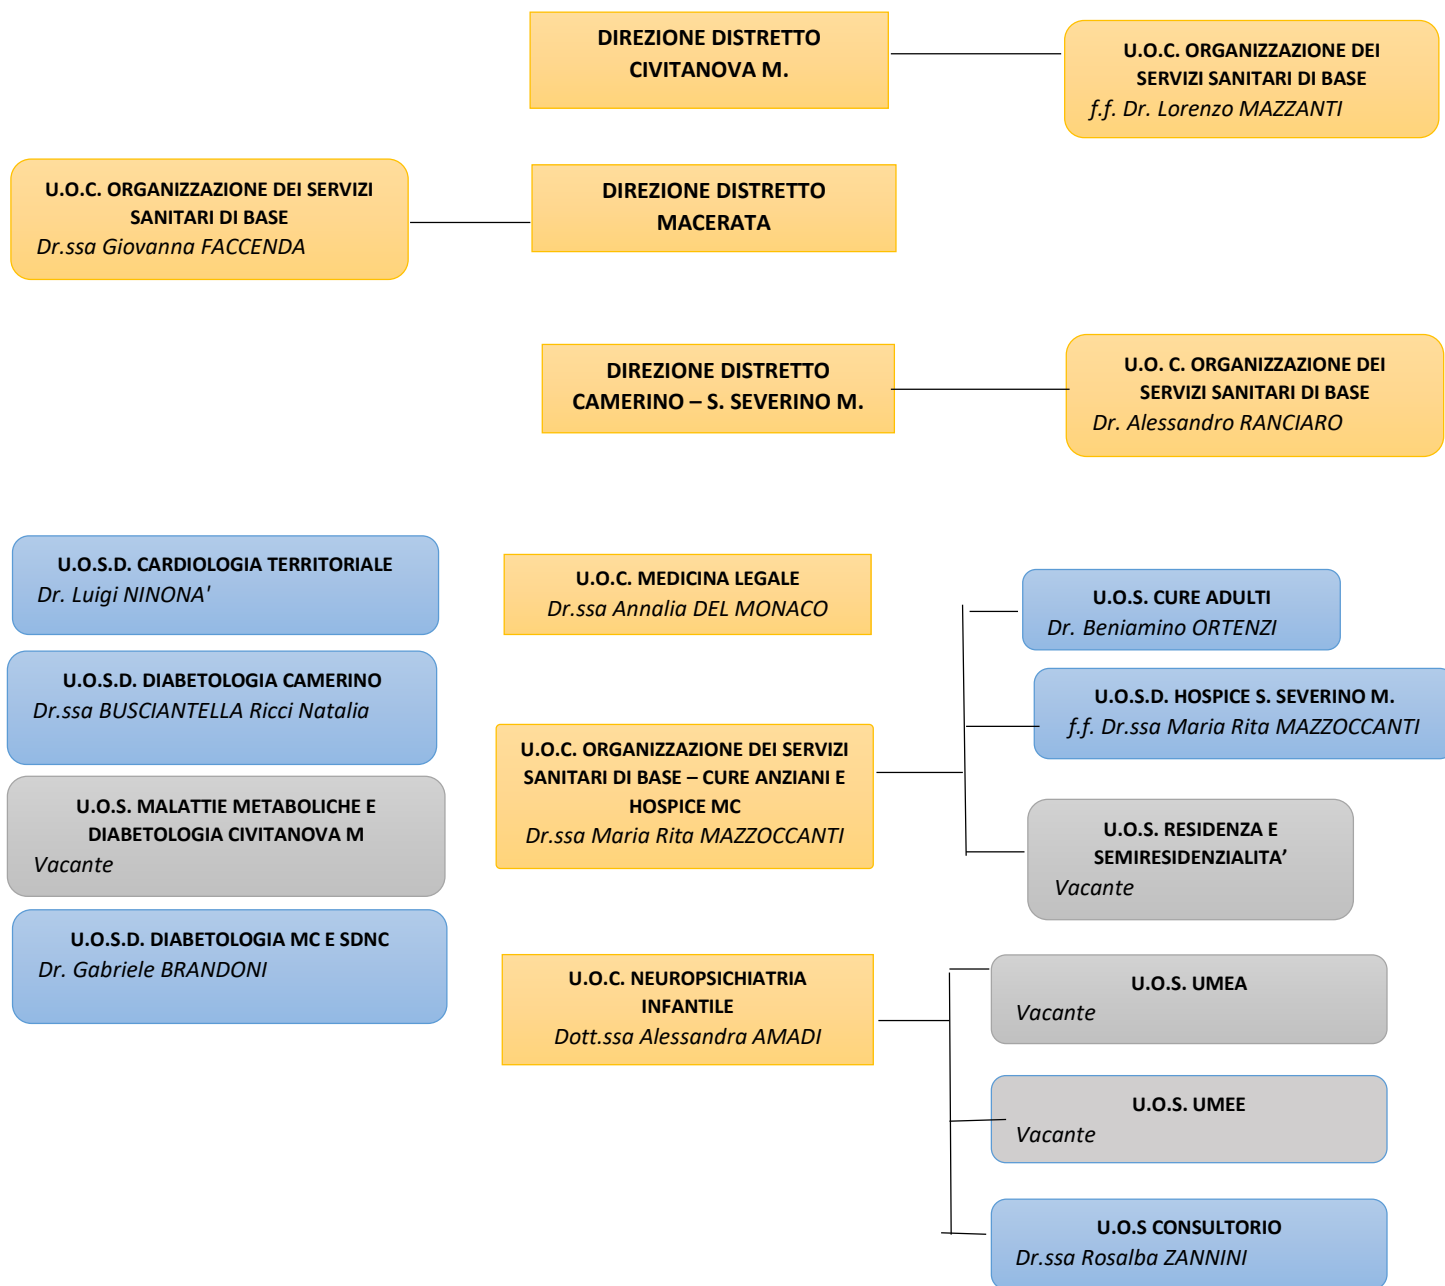 DIREZIONE DISTRETTO
CIVITANOVA M.
U.O.C. ORGANIZZAZIONE DEI
SERVIZI SANITARI DI BASE
f.f. Dr. Lorenzo MAZZANTI
U.O.C. ORGANIZZAZIONE DEI SERVIZI
SANITARI DI BASE
Dr.ssa Giovanna FACCENDA
DIREZIONE DISTRETTO
MACERATA
DIREZIONE DISTRETTO
CAMERINO – S. SEVERINO M.
U.O. C. ORGANIZZAZIONE DEI
SERVIZI SANITARI DI BASE
Dr. Alessandro RANCIARO
U.O.S.D. CARDIOLOGIA TERRITORIALE
Dr. Luigi NINONA'
U.O.S.D. DIABETOLOGIA CAMERINO
Dr.ssa BUSCIANTELLA Ricci Natalia
U.O.S. MALATTIE METABOLICHE E
DIABETOLOGIA CIVITANOVA M
Vacante
U.O.S.D. DIABETOLOGIA MC E SDNC
Dr. Gabriele BRANDONI
U.O.C. MEDICINA LEGALE
Dr.ssa Annalia DEL MONACO
U.O.C. ORGANIZZAZIONE DEI SERVIZI
SANITARI DI BASE – CURE ANZIANI E
HOSPICE MC
Dr.ssa Maria Rita MAZZOCCANTI
U.O.S. CURE ADULTI
Dr. Beniamino ORTENZI
U.O.S.D. HOSPICE S. SEVERINO M.
f.f. Dr.ssa Maria Rita MAZZOCCANTI
U.O.S. RESIDENZA E
SEMIRESIDENZIALITA’
Vacante
U.O.C. NEUROPSICHIATRIA
INFANTILE
Dott.ssa Alessandra AMADI
U.O.S. UMEA
Vacante
U.O.S. UMEE
Vacante
U.O.S CONSULTORIO
Dr.ssa Rosalba ZANNINI